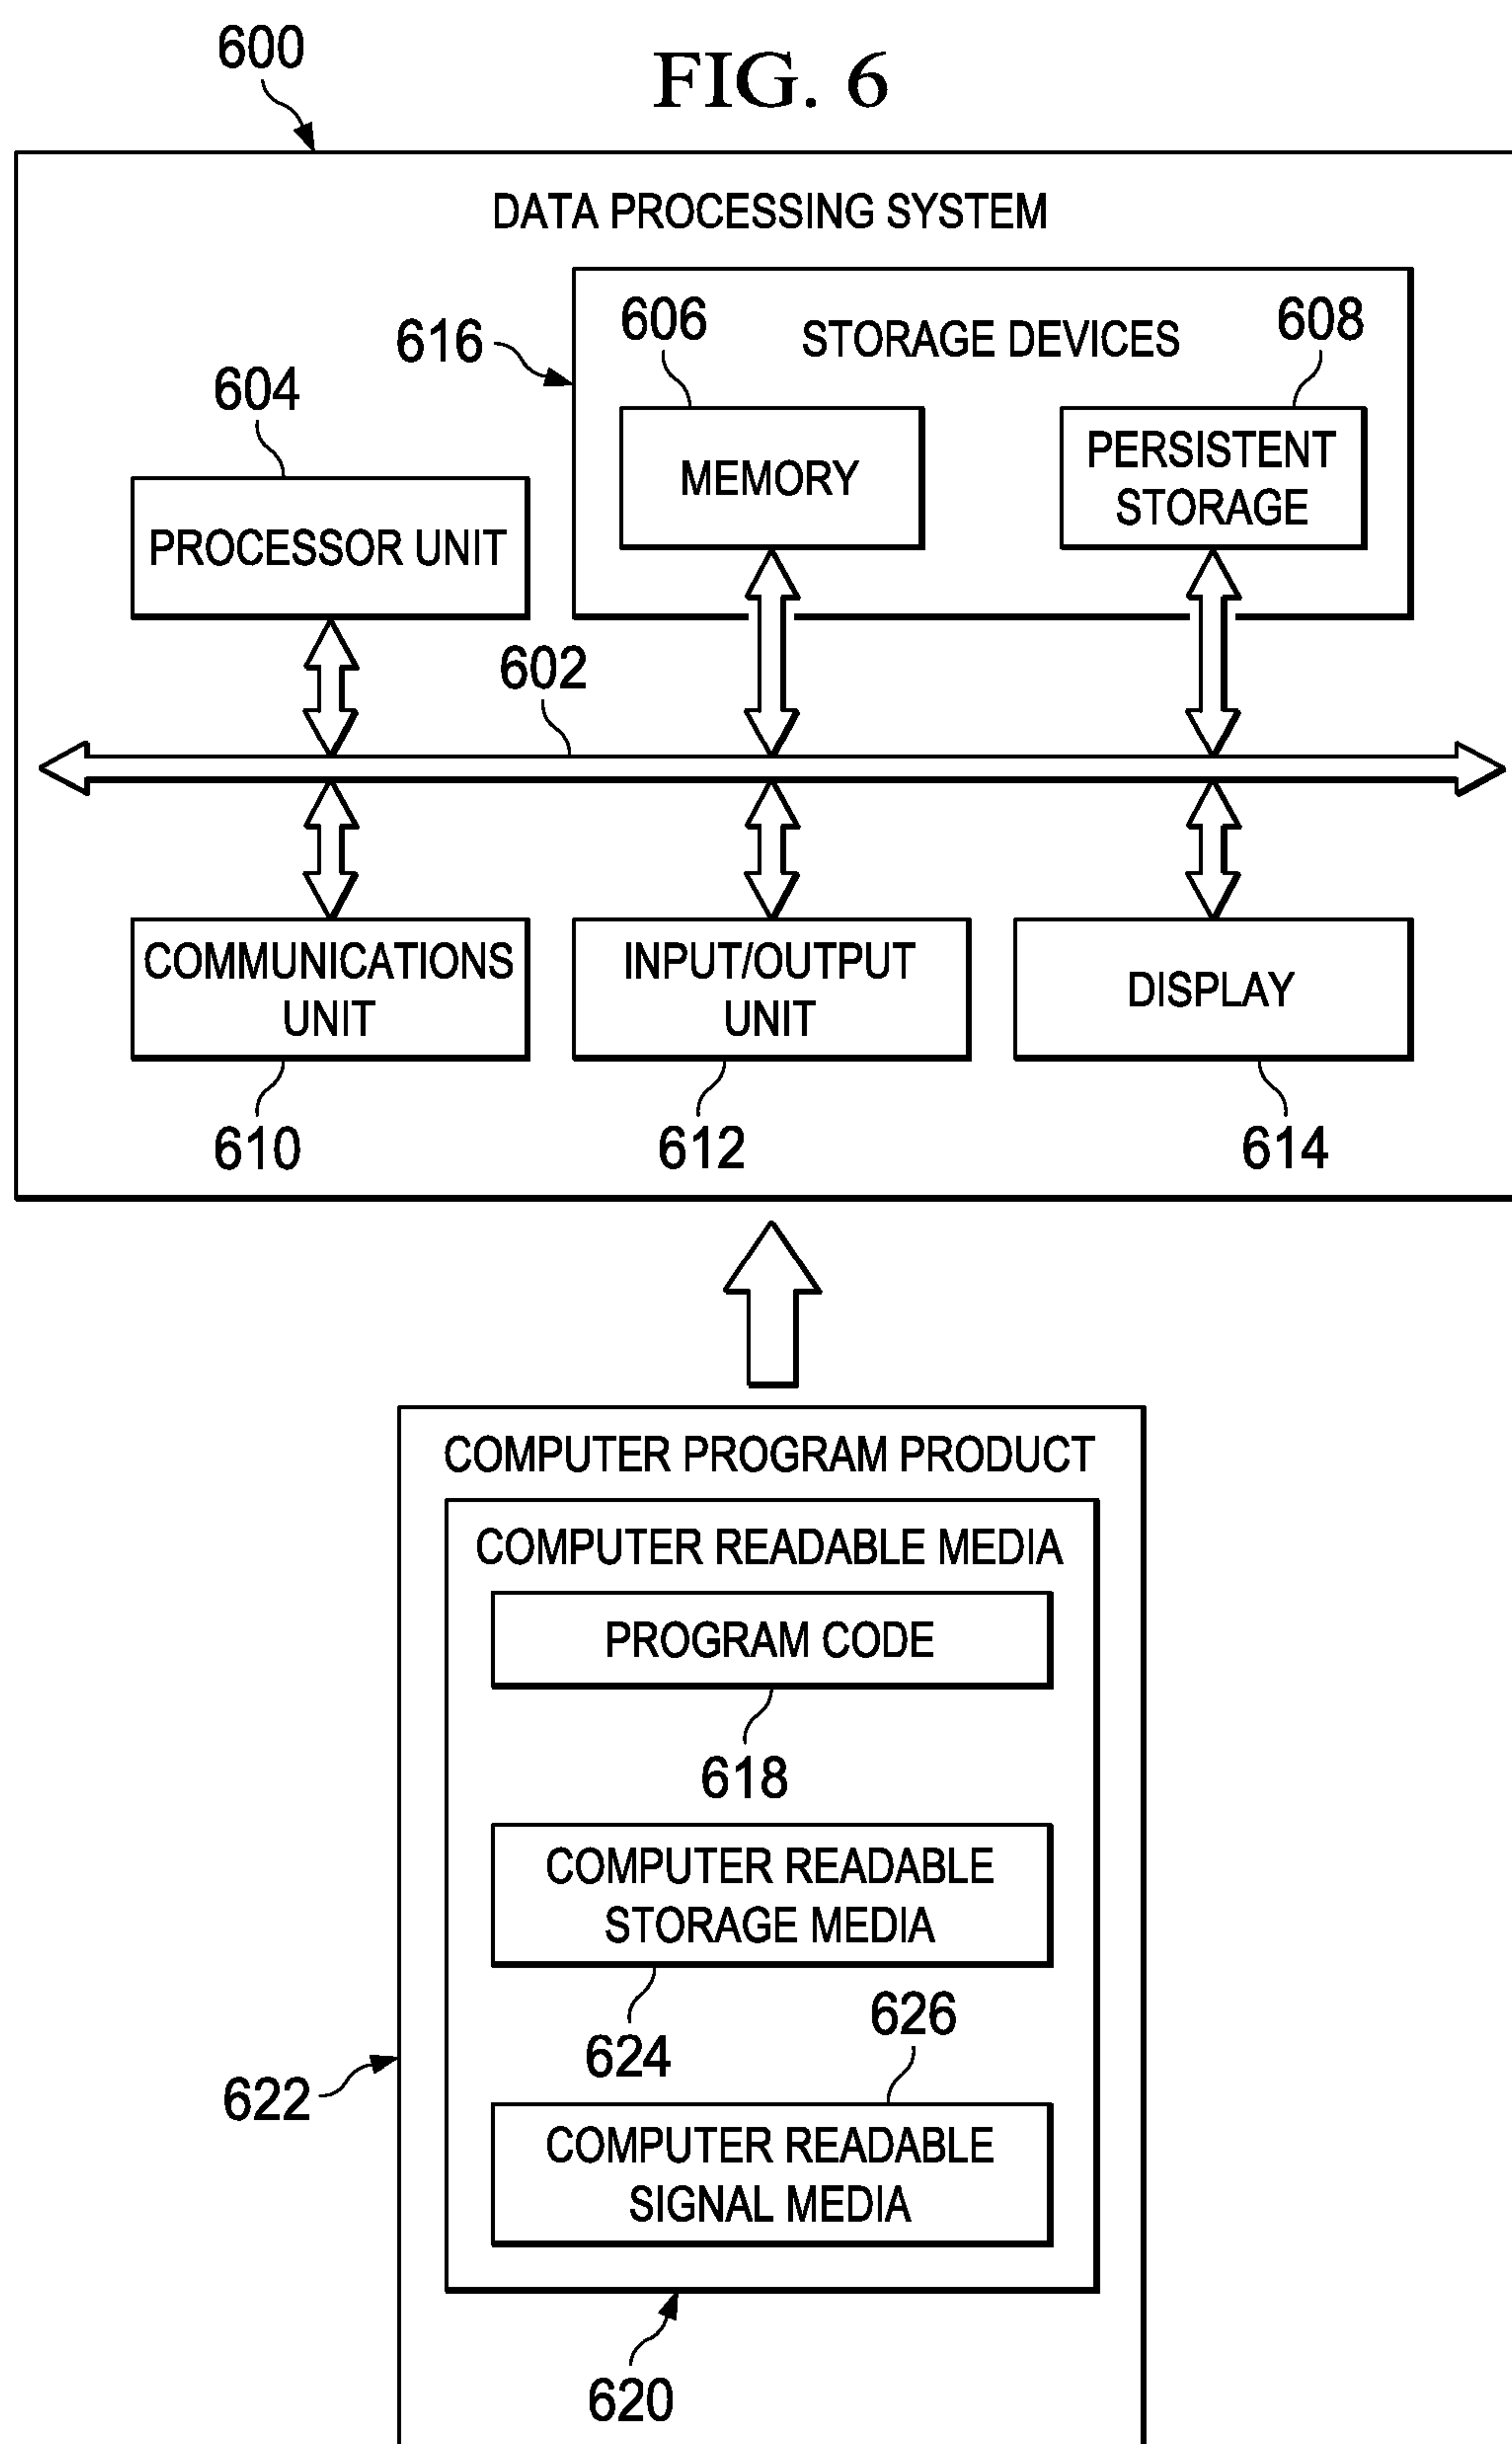 600
FIG. 6
DATA PROCESSING SYSTEM
616
606
STORAGE DEVICES
608
604
MEMORY
PERSISTENT
STORAGE
PROCESSOR UNIT
602
COMMUNICATIONS
UNIT
INPUT/OUTPUT
UNIT
DISPLAY
610
612
614
COMPUTER PROGRAM PRODUCT
COMPUTER READABLE MEDIA
PROGRAM CODE
618
COMPUTER READABLE
STORAGE MEDIA
624
626
622
COMPUTER READABLE
SIGNAL MEDIA
620